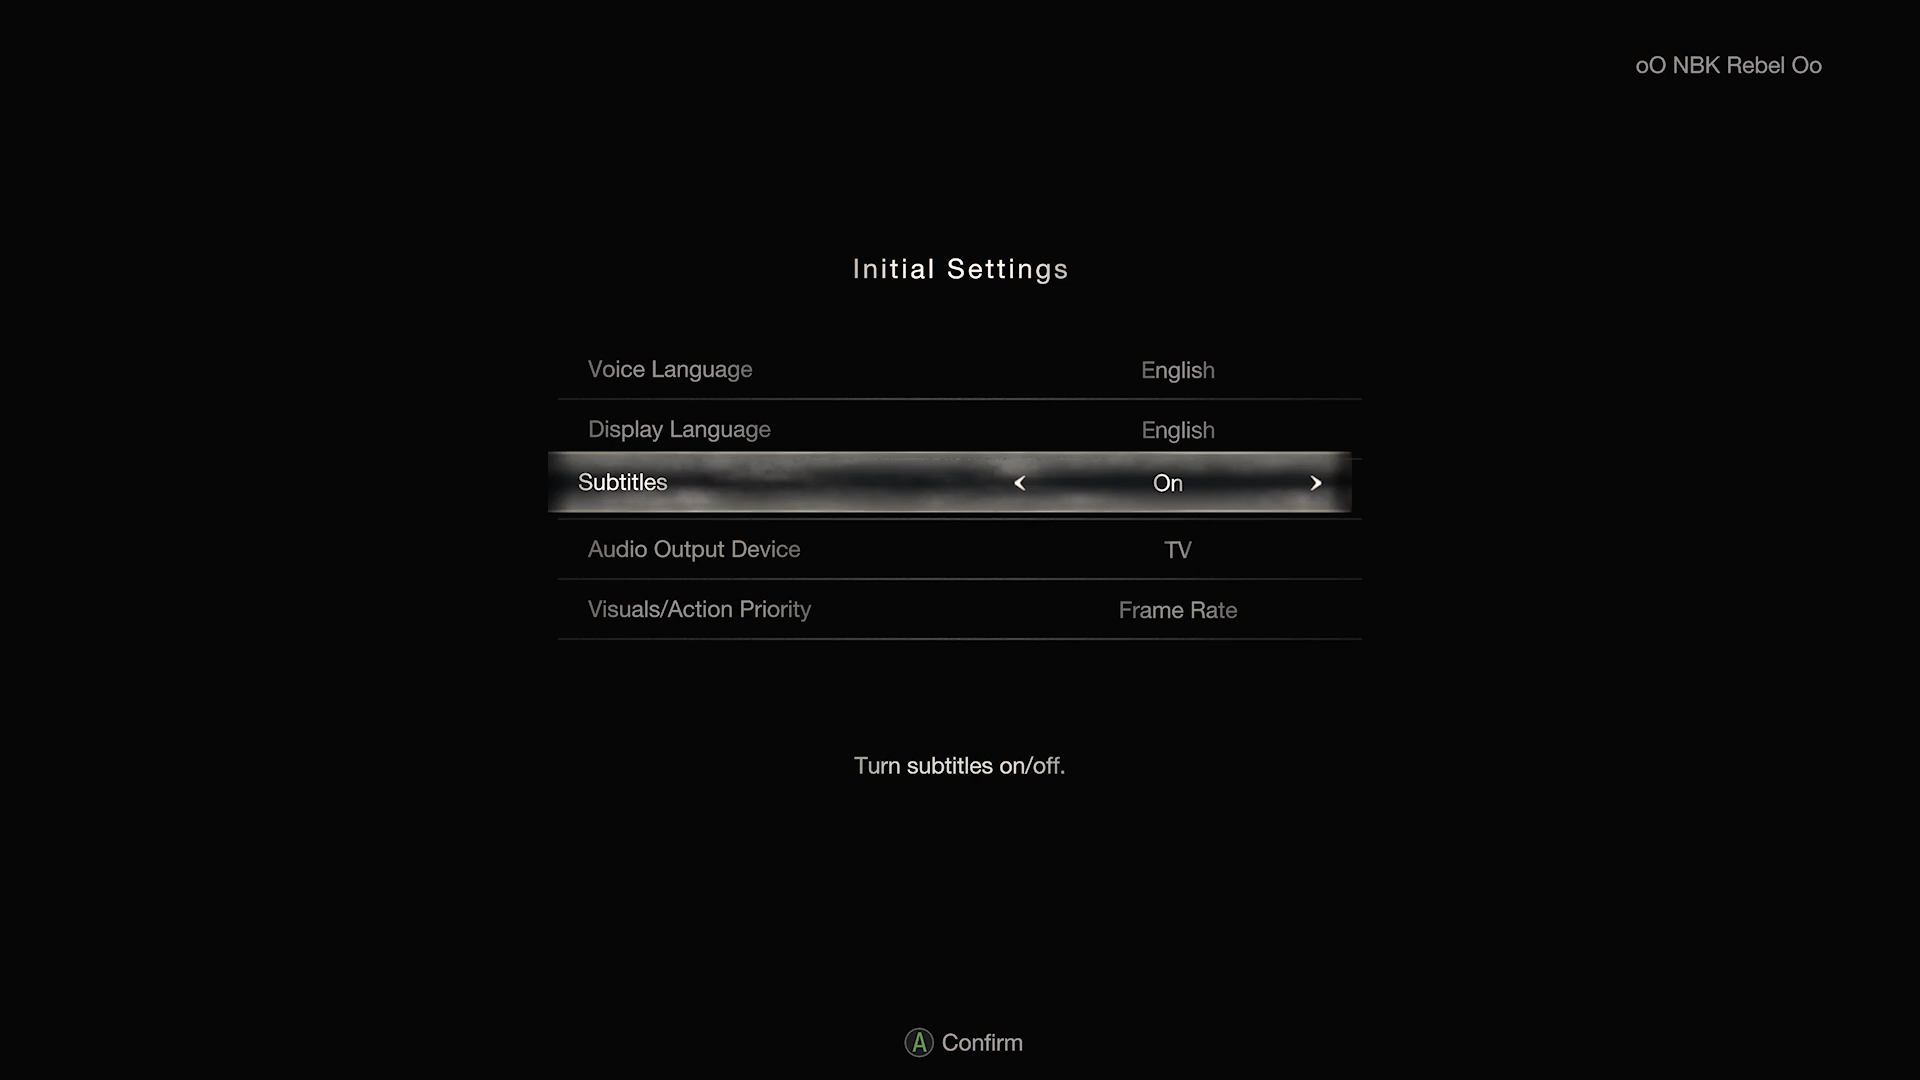 oO NBK Rebel Oo
Initial Settings
Voice Language English
Display Language English
Subtitles < On >
Audio Output Device TV
Visuals/Action Priority Frame Rate
Turn subtitles on/off.
A Confirm